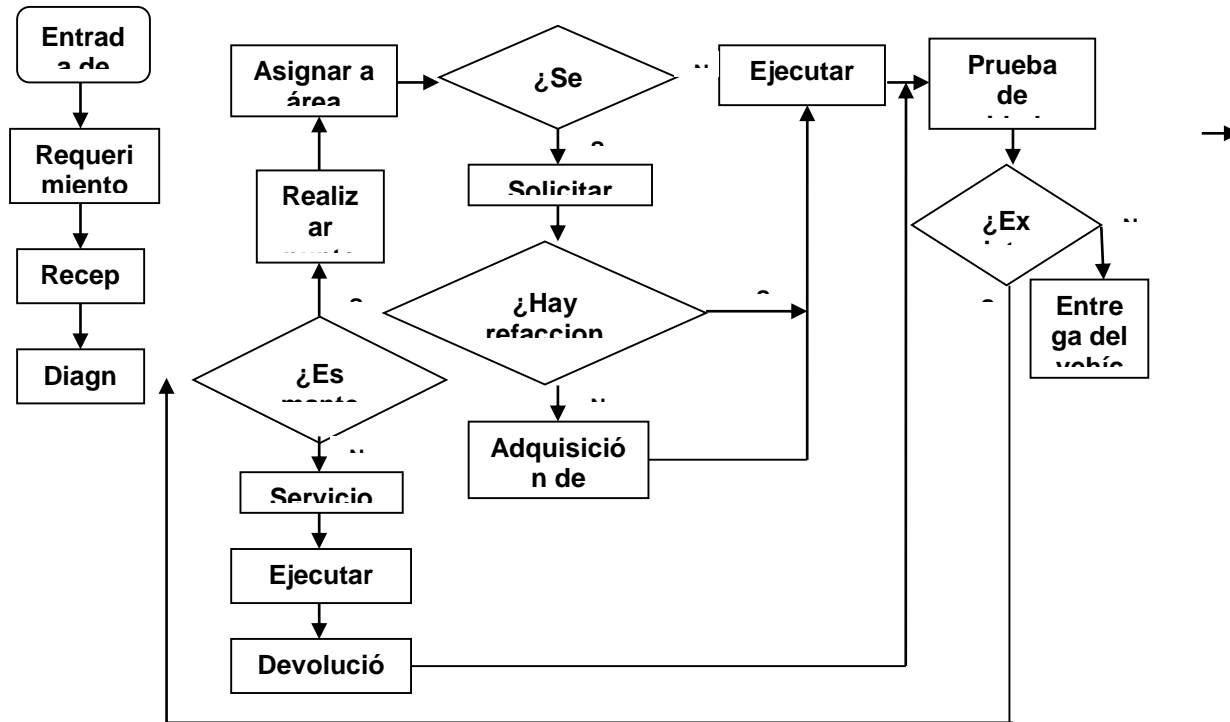 Entrad
a de
Requeri
miento
Recep
Diagn
Asignar a
área
Realiz
ar
¿Es
Servicio
Ejecutar
Devolució
¿Se
Solicitar
¿Hay
refaccion
Adquisició
n de
Ejecutar
Prueba
de
¿Ex
Entre
ga del
vehíc